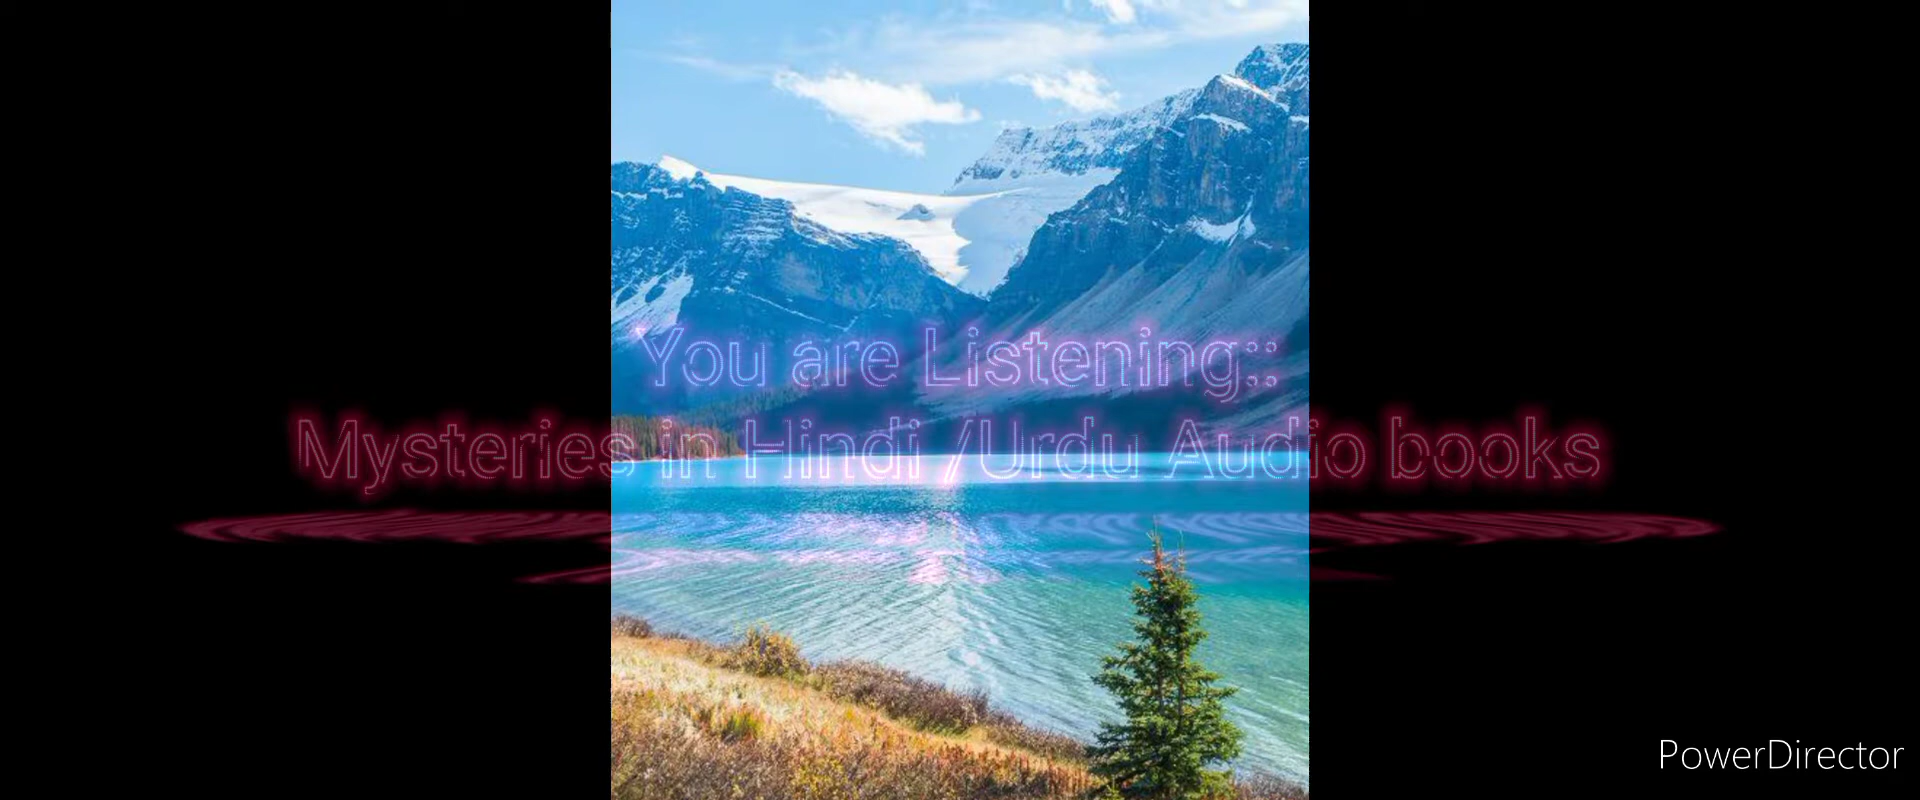 You are Listening::
Mysteries in Hindi /Urdu Audio books
PowerDirector